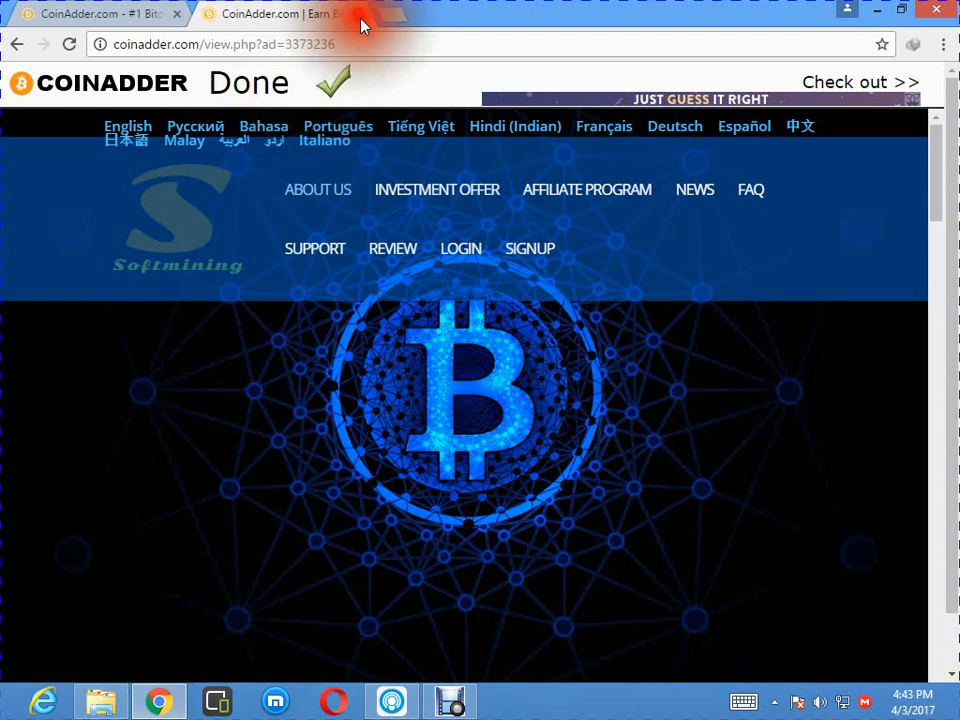 CoinAdder.com - #1 Bitc
CoinAdder.com | Earn B
coinadder.com/view.php?ad=3373236
COINADDER Done Check out >>
JUST GUESS IT RIGHT
English Русский Bahasa Português Tiếng Việt Hindi (Indian) Français Deutsch Español 中文
日本語 Malay العربية اردو Italiano
ABOUT US INVESTMENT OFFER AFFILIATE PROGRAM NEWS FAQ
Softmining
SUPPORT REVIEW LOGIN SIGNUP
4:43 PM
4/3/2017